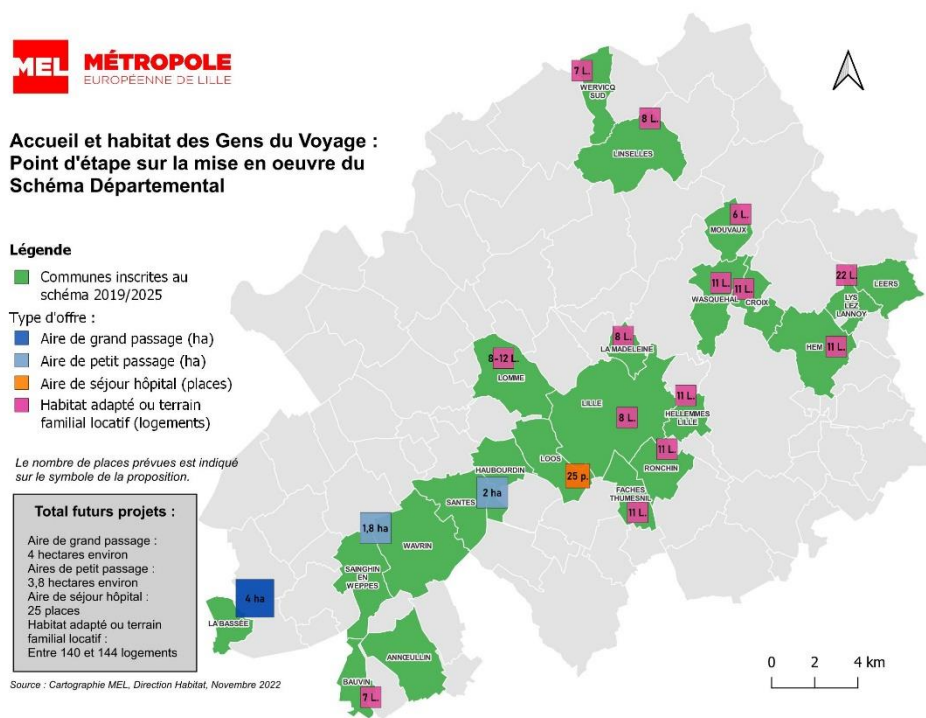 MEL MÉTROPOLE
EUROPÉENNE DE LILLE
Accueil et habitat des Gens du Voyage :
Point d'étape sur la mise en oeuvre du
Schéma Départemental
Légende
Communes inscrites au
schéma 2019/2025
Type d'offre :
Aire de grand passage (ha)
Aire de petit passage (ha)
Aire de séjour hôpital (places)
Habitat adapté ou terrain
familial locatif (logements)
Le nombre de places prévues est indiqué
sur le symbole de la proposition.
Total futurs projets :
Aire de grand passage :
4 hectares environ
Aires de petit passage :
3,8 hectares environ
Aire de séjour hôpital :
25 places
Habitat adapté ou terrain
familial locatif :
Entre 140 et 144 logements
Source : Cartographie MEL, Direction Habitat, Novembre 2022
7 L.
WERVICQ
SUD
8 L.
LINSELLES
6 L.
MOUVAUX
11 L.
WASQUEHAL
11 L.
CROIX
22 L.
LEERS
LYS
LEZ
LANNOY
11 L.
HEM
8 L.
LA MADELEINE
8-12 L.
LOMME
LILLE
8 L.
11 L.
HELLEMMES
LILLE
11 L.
RONCHIN
LOOS
25 p.
FACHES
THUMESNIL
11 L.
HAUBOURDIN
2 ha
SANTES
1,8 ha
WAVRIN
SAINGHIN
EN
WEPPES
4 ha
LA BASSÉE
ANNŒULLIN
BAUVIN
7 L.
0 2 4 km